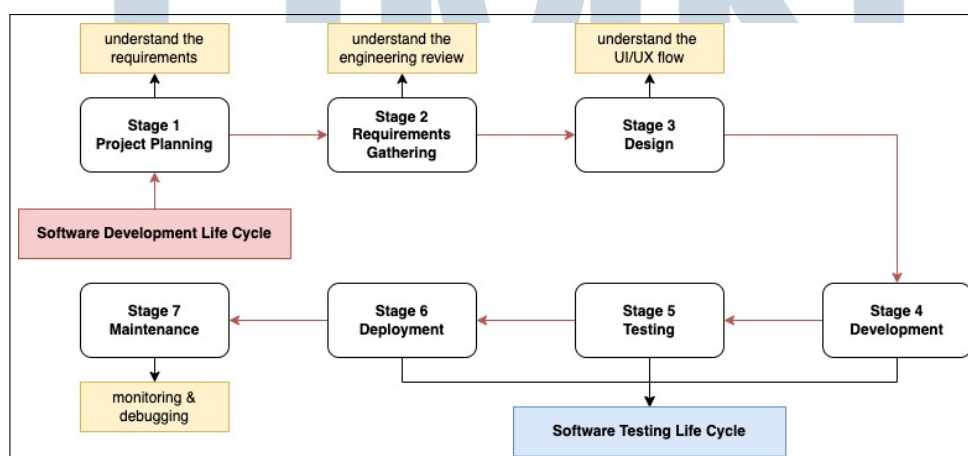 understand the
requirements
understand the
engineering review
understand the
UI/UX flow
Stage 1
Project Planning
Stage 2
Requirements
Gathering
Stage 3
Design
Software Development Life Cycle
Stage 7
Maintenance
Stage 6
Deployment
Stage 5
Testing
Stage 4
Development
monitoring &
debugging
Software Testing Life Cycle